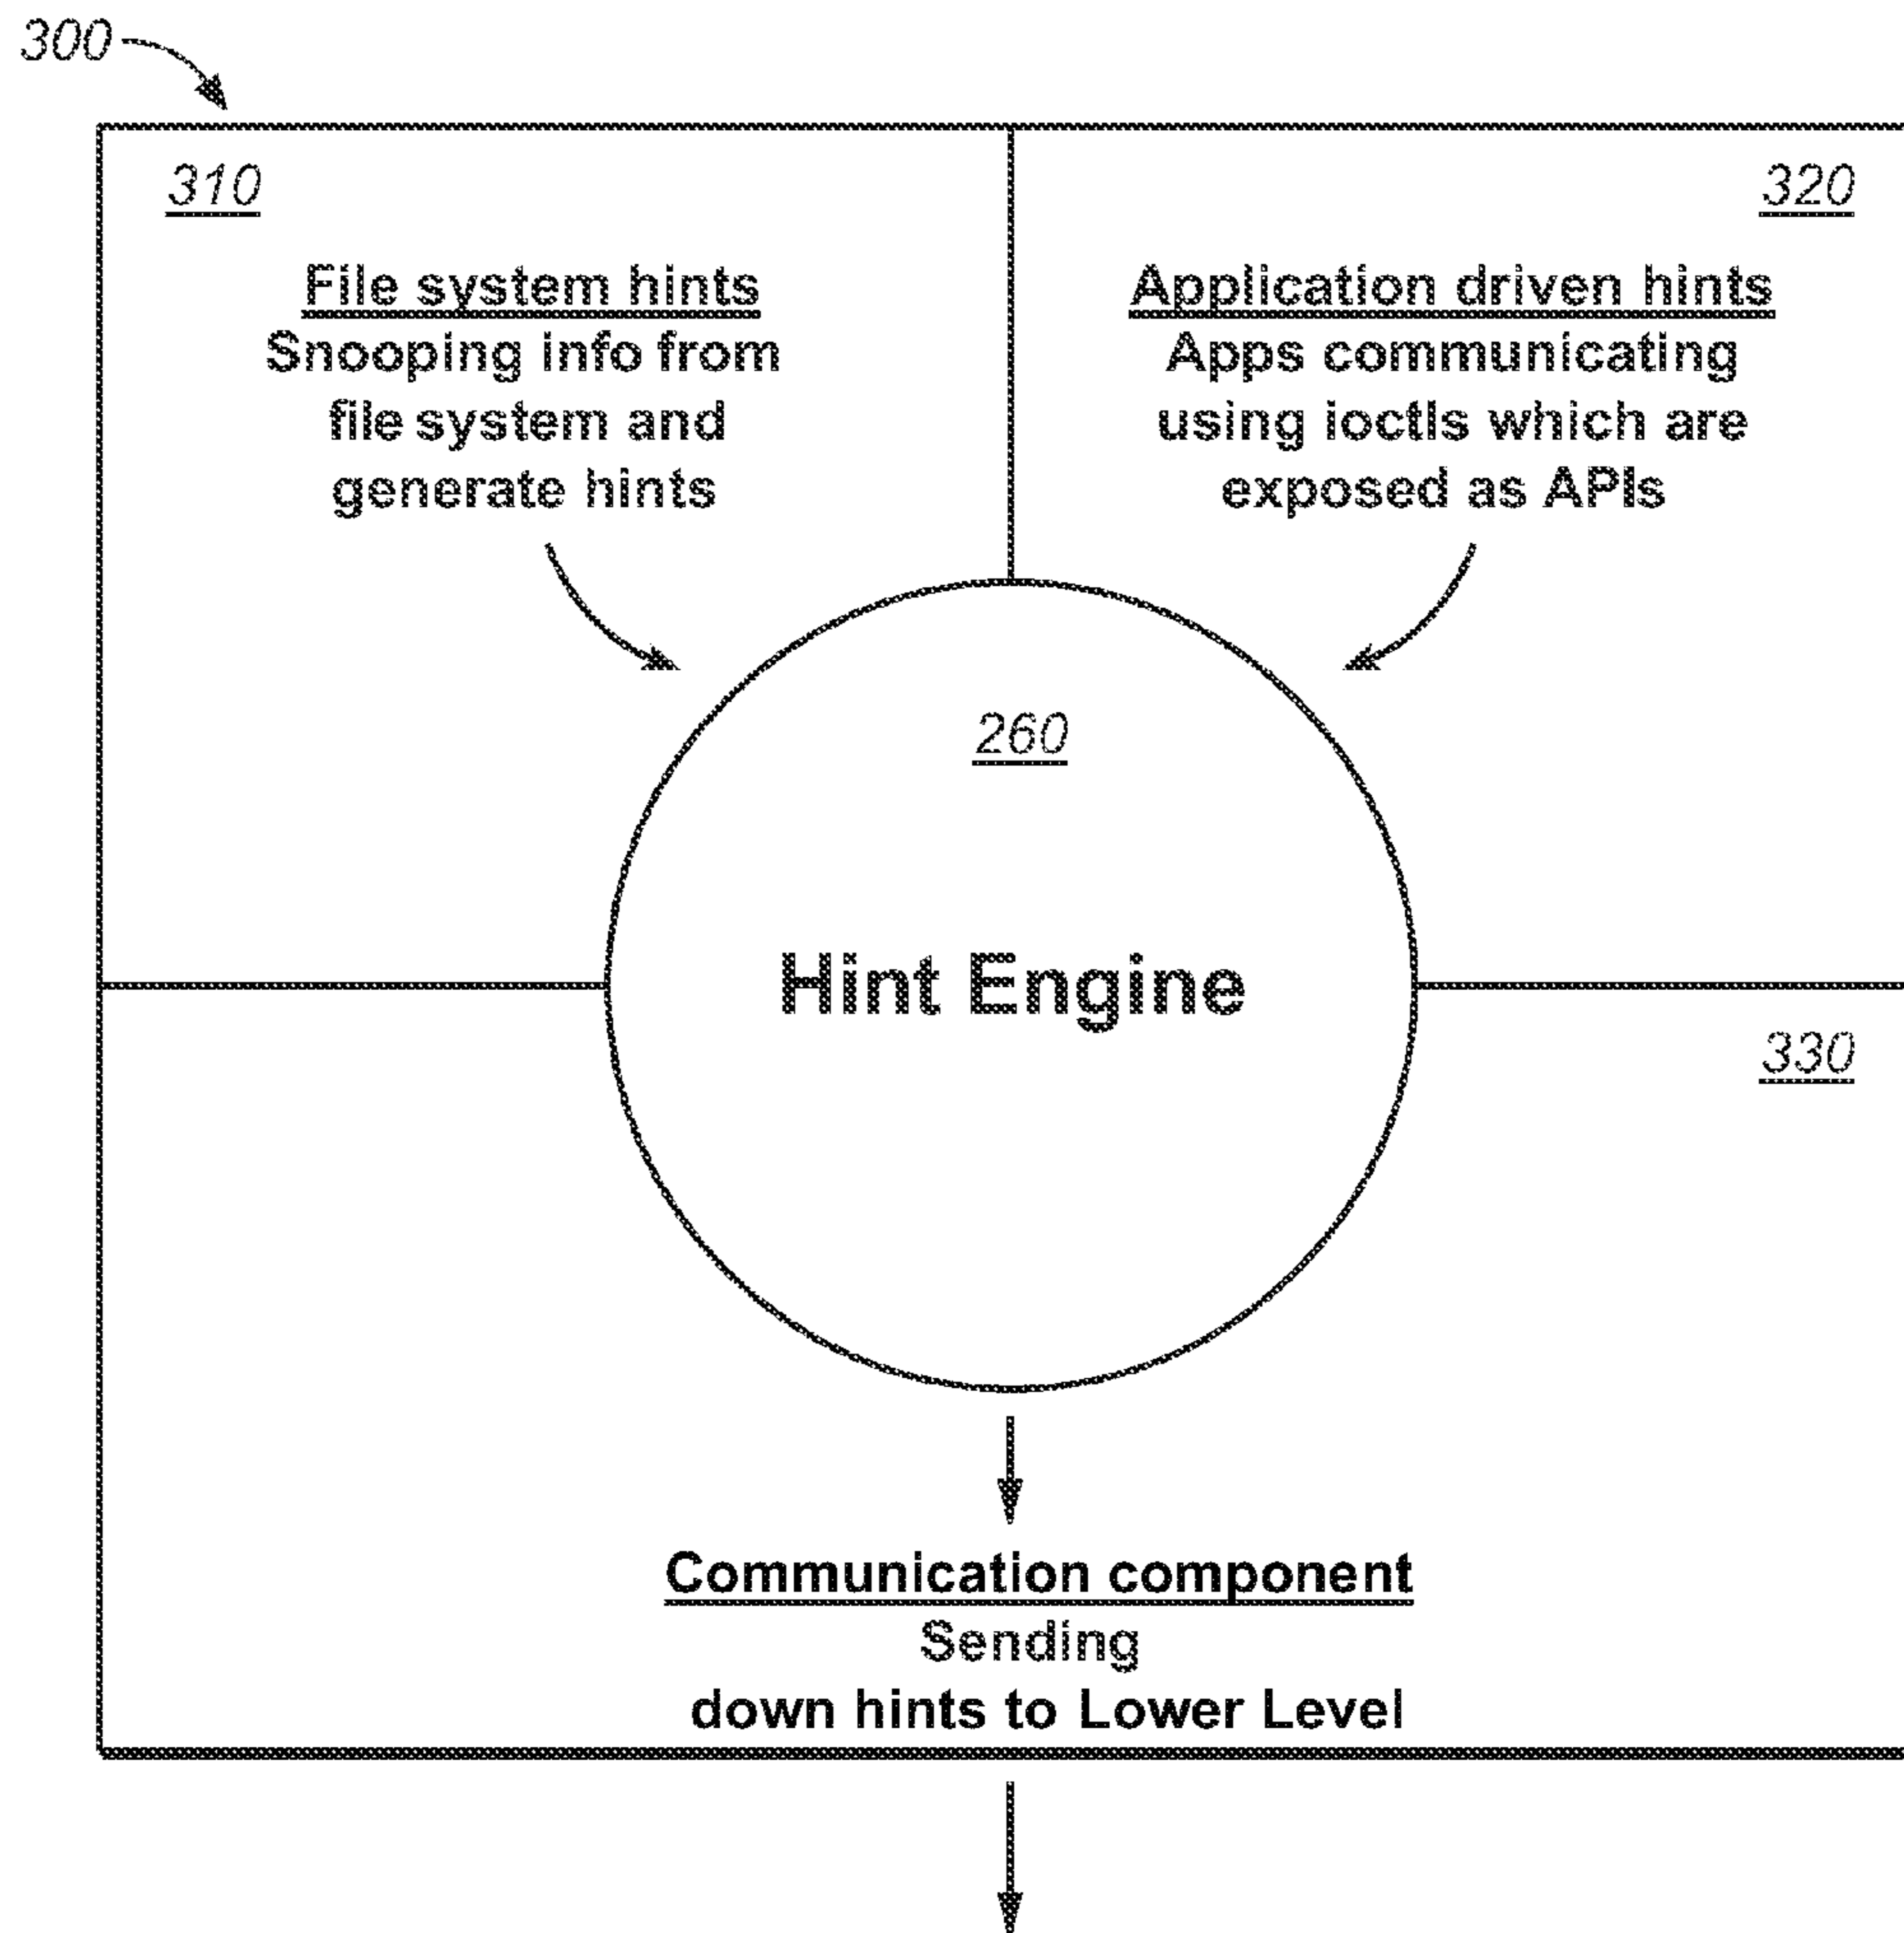 300
310
320
File system hints
Snooping info from
file system and
generate hints
Application driven hints
Apps communicating
using ioctls which are
exposed as APIs
260
Hint Engine
330
Communication component
Sending
down hints to Lower Level